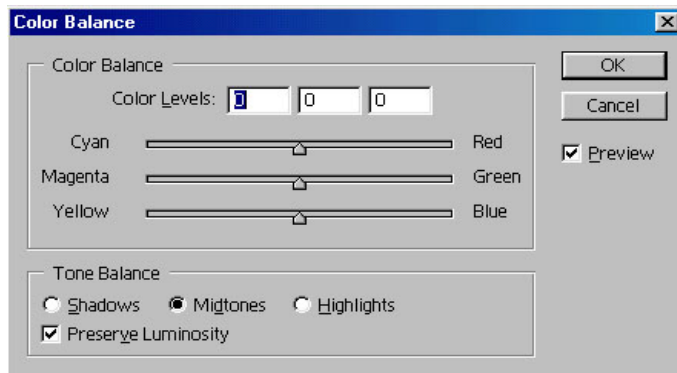 Color Balance
Color Balance
OK
Color Levels: 0 0 0
Cancel
Cyan Red
Preview
Magenta Green
Yellow Blue
Tone Balance
Shadows Midtones Highlights
Preserve Luminosity